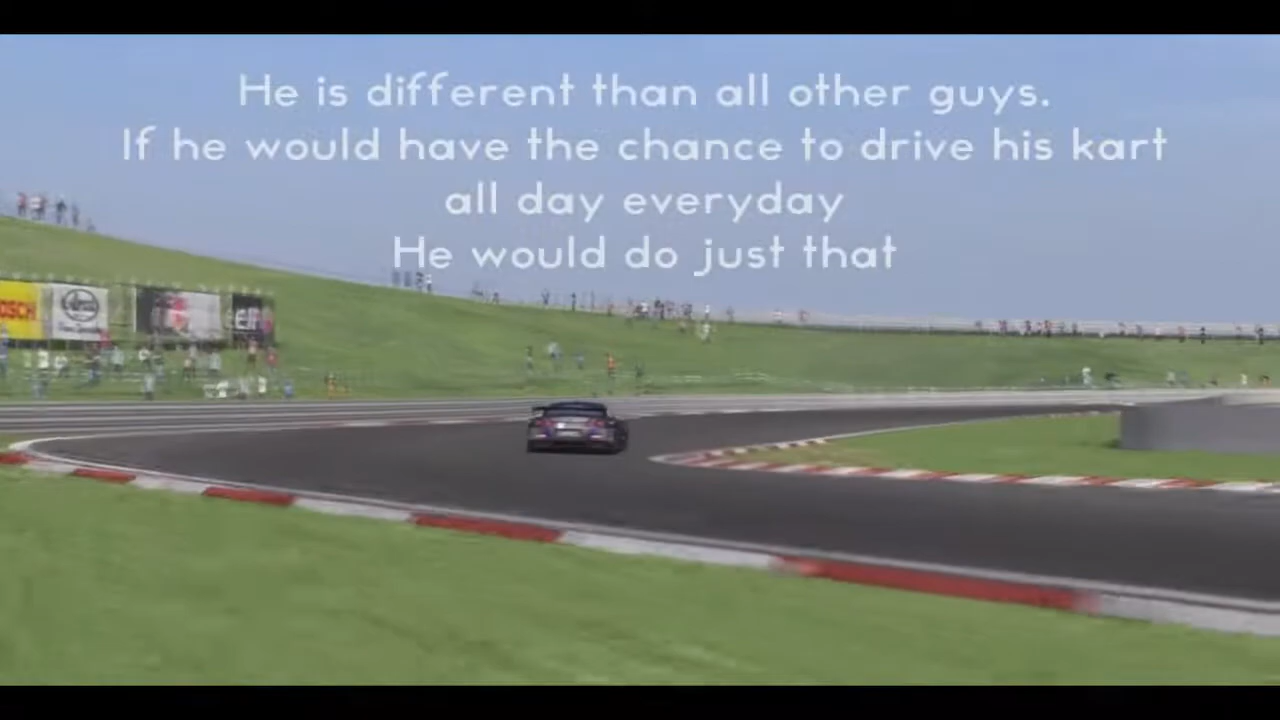 He is different than all other guys.
If he would have the chance to drive his kart
all day everyday
He would do just that
OSCH